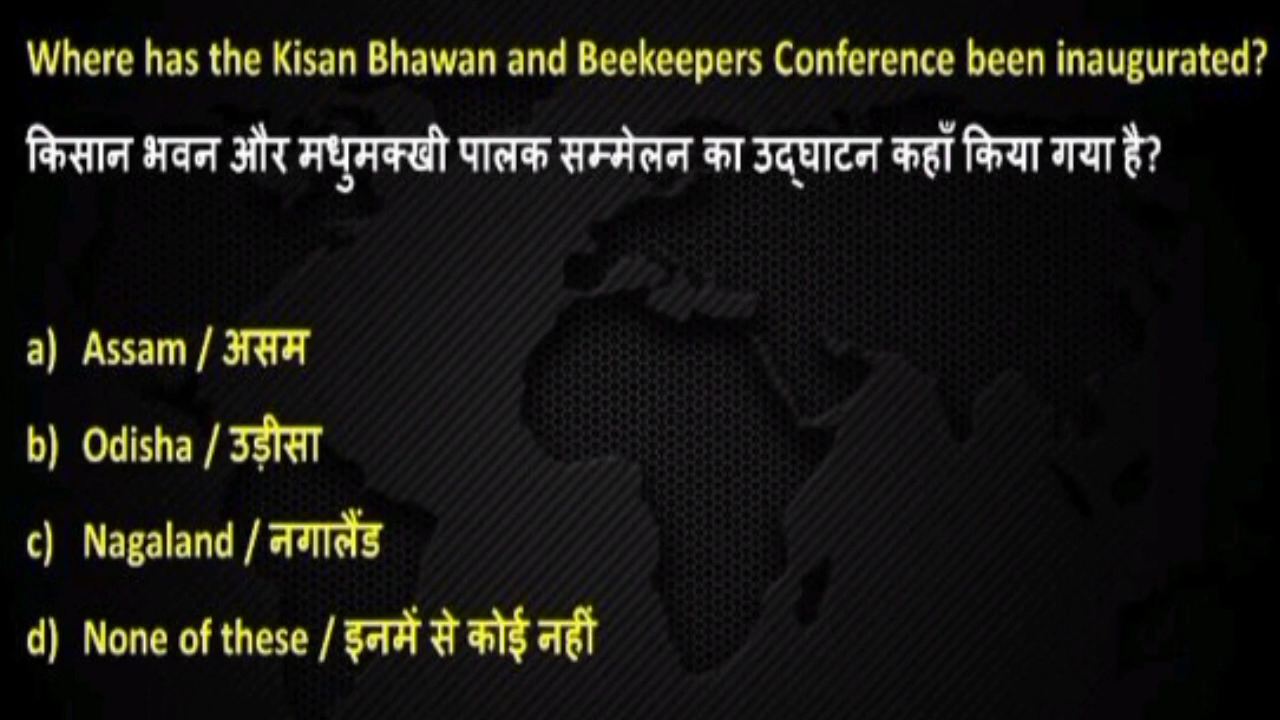 Where has the Kisan Bhawan and Beekeepers Conference been inaugurated?
किसान भवन और मधुमक्खी पालक सम्मेलन का उद्घाटन कहाँ किया गया है?
a) Assam / असम
b) Odisha / उड़ीसा
c) Nagaland / नगालैंड
d) None of these / इनमें से कोई नहीं